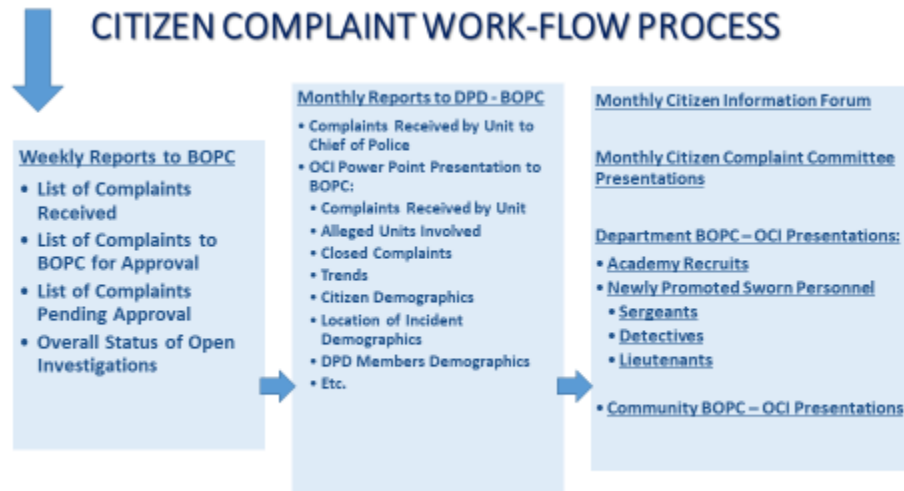 CITIZEN COMPLAINT WORK-FLOW PROCESS
Weekly Reports to BOPC
• List of Complaints
Received
• List of Complaints to
BOPC for Approval
• List of Complaints
Pending Approval
• Overall Status of Open
Investigations
Monthly Reports to DPD - BOPC
• Complaints Received by Unit to
Chief of Police
• OCI Power Point Presentation to
BOPC:
• Complaints Received by Unit
• Alleged Units Involved
• Closed Complaints
• Trends
• Citizen Demographics
• Location of Incident
Demographics
• DPD Members Demographics
• Etc.
Monthly Citizen Information Forum
Monthly Citizen Complaint Committee
Presentations
Department BOPC – OCI Presentations:
• Academy Recruits
• Newly Promoted Sworn Personnel
• Sergeants
• Detectives
• Lieutenants
• Community BOPC – OCI Presentations